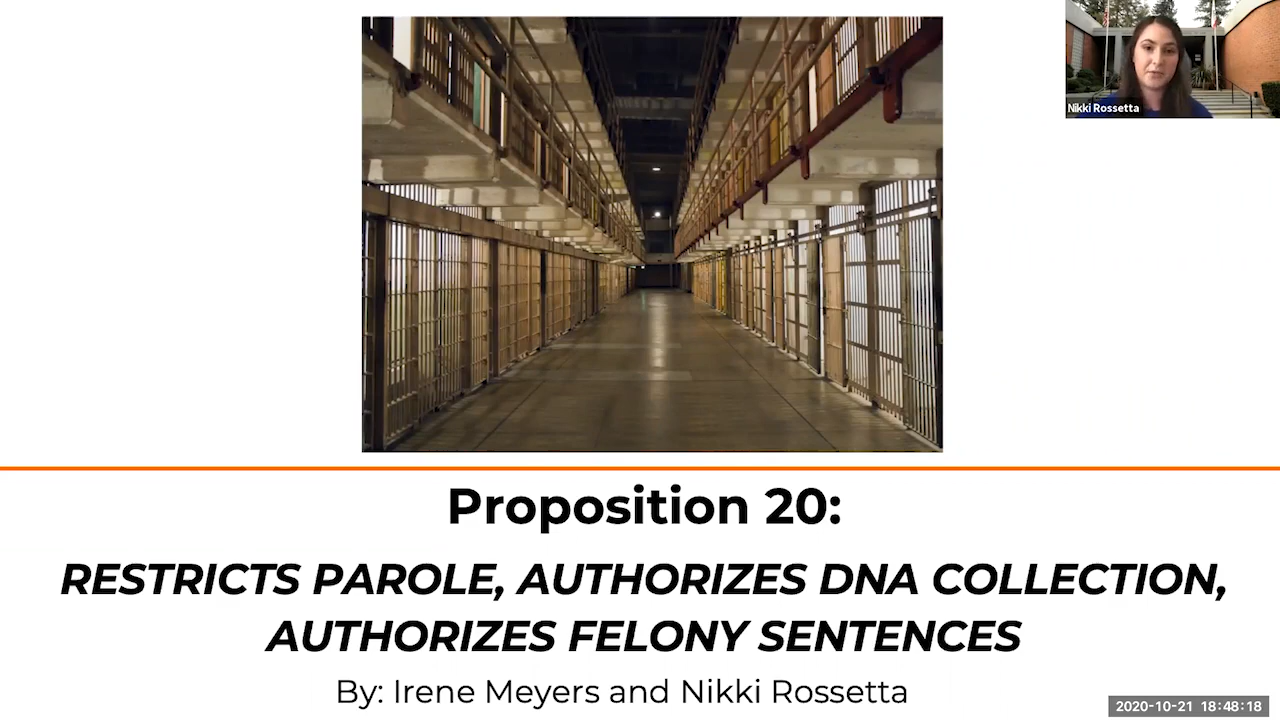 Nikki Rossetta
Proposition 20:
RESTRICTS PAROLE, AUTHORIZES DNA COLLECTION,
AUTHORIZES FELONY SENTENCES
By: Irene Meyers and Nikki Rossetta
2020-10-21 18:48:18